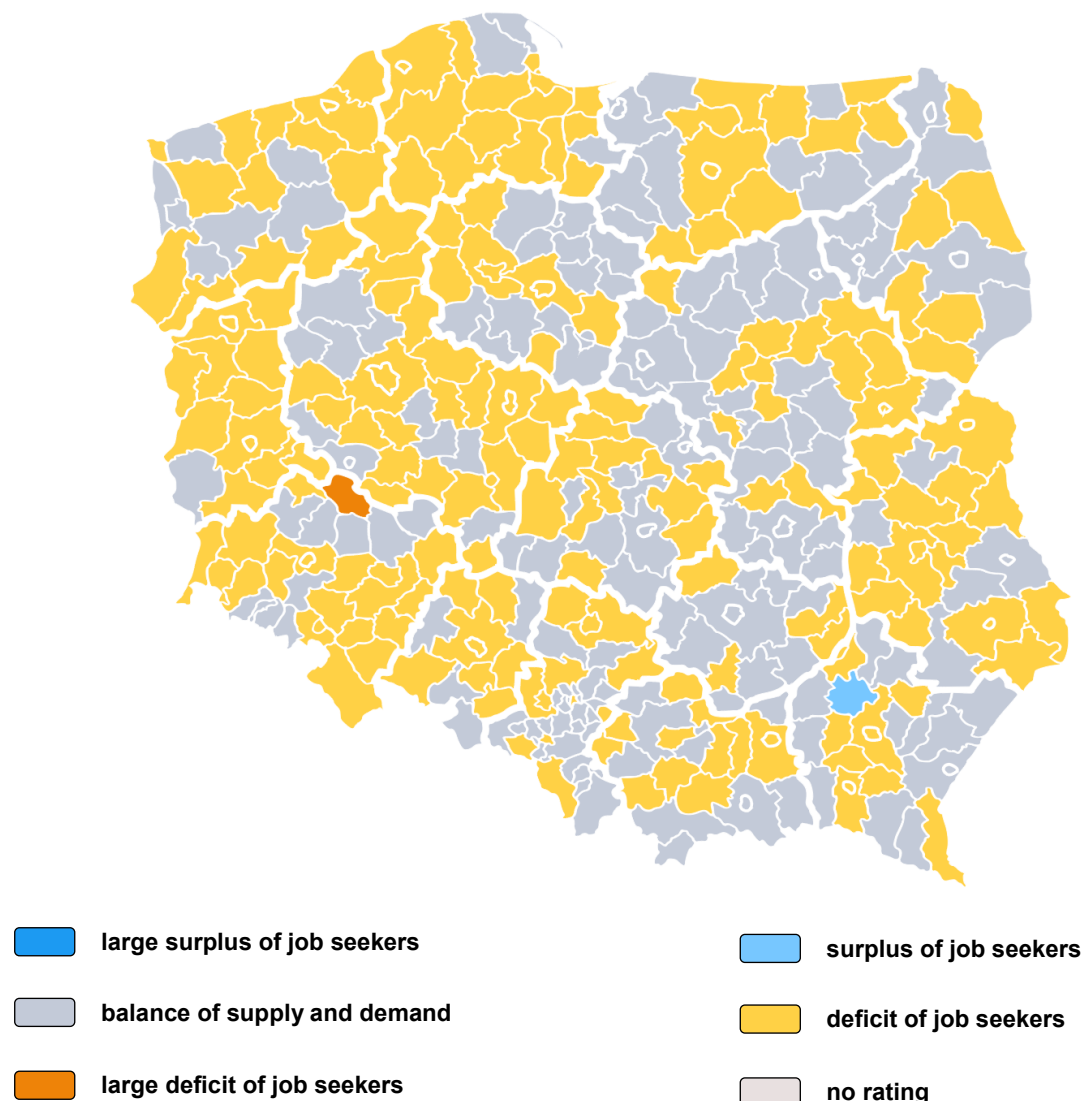 large surplus of job seekers
surplus of job seekers
balance of supply and demand
deficit of job seekers
large deficit of job seekers
no rating